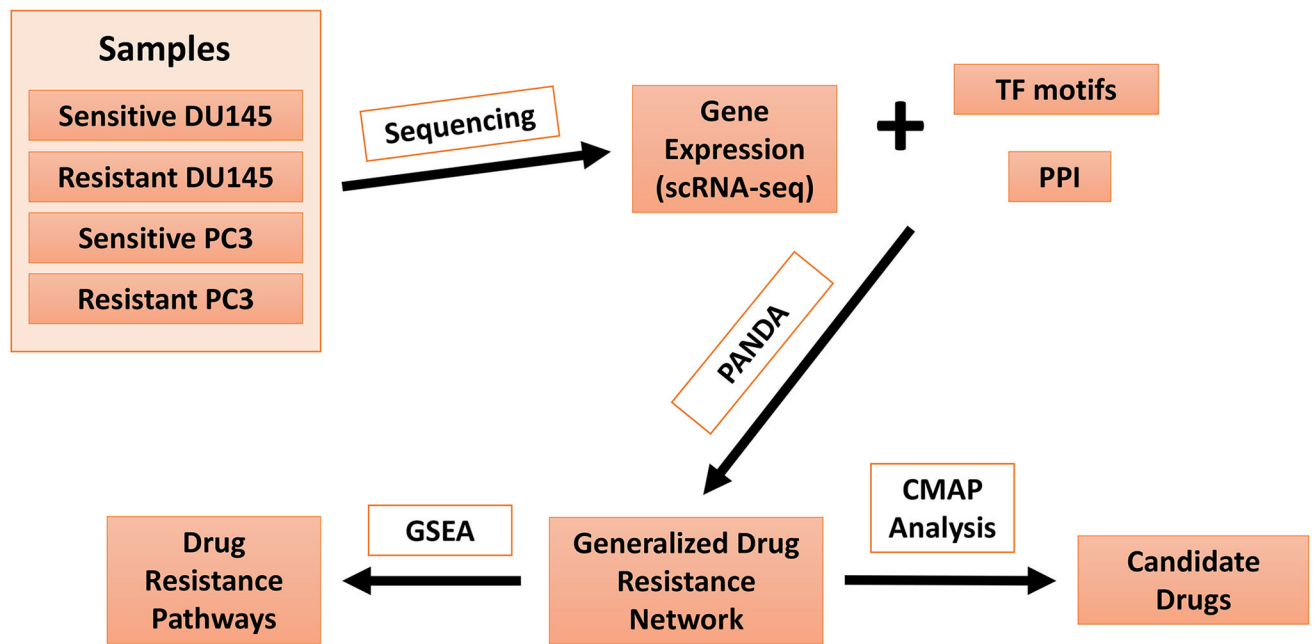 Samples
Sensitive DU145
Resistant DU145
Sensitive PC3
Resistant PC3
Sequencing
Gene
Expression
(scRNA-seq)
+
TF motifs
PPI
PANDA
GSEA
CMAP
Analysis
Drug
Resistance
Pathways
Generalized Drug
Resistance
Network
Candidate
Drugs